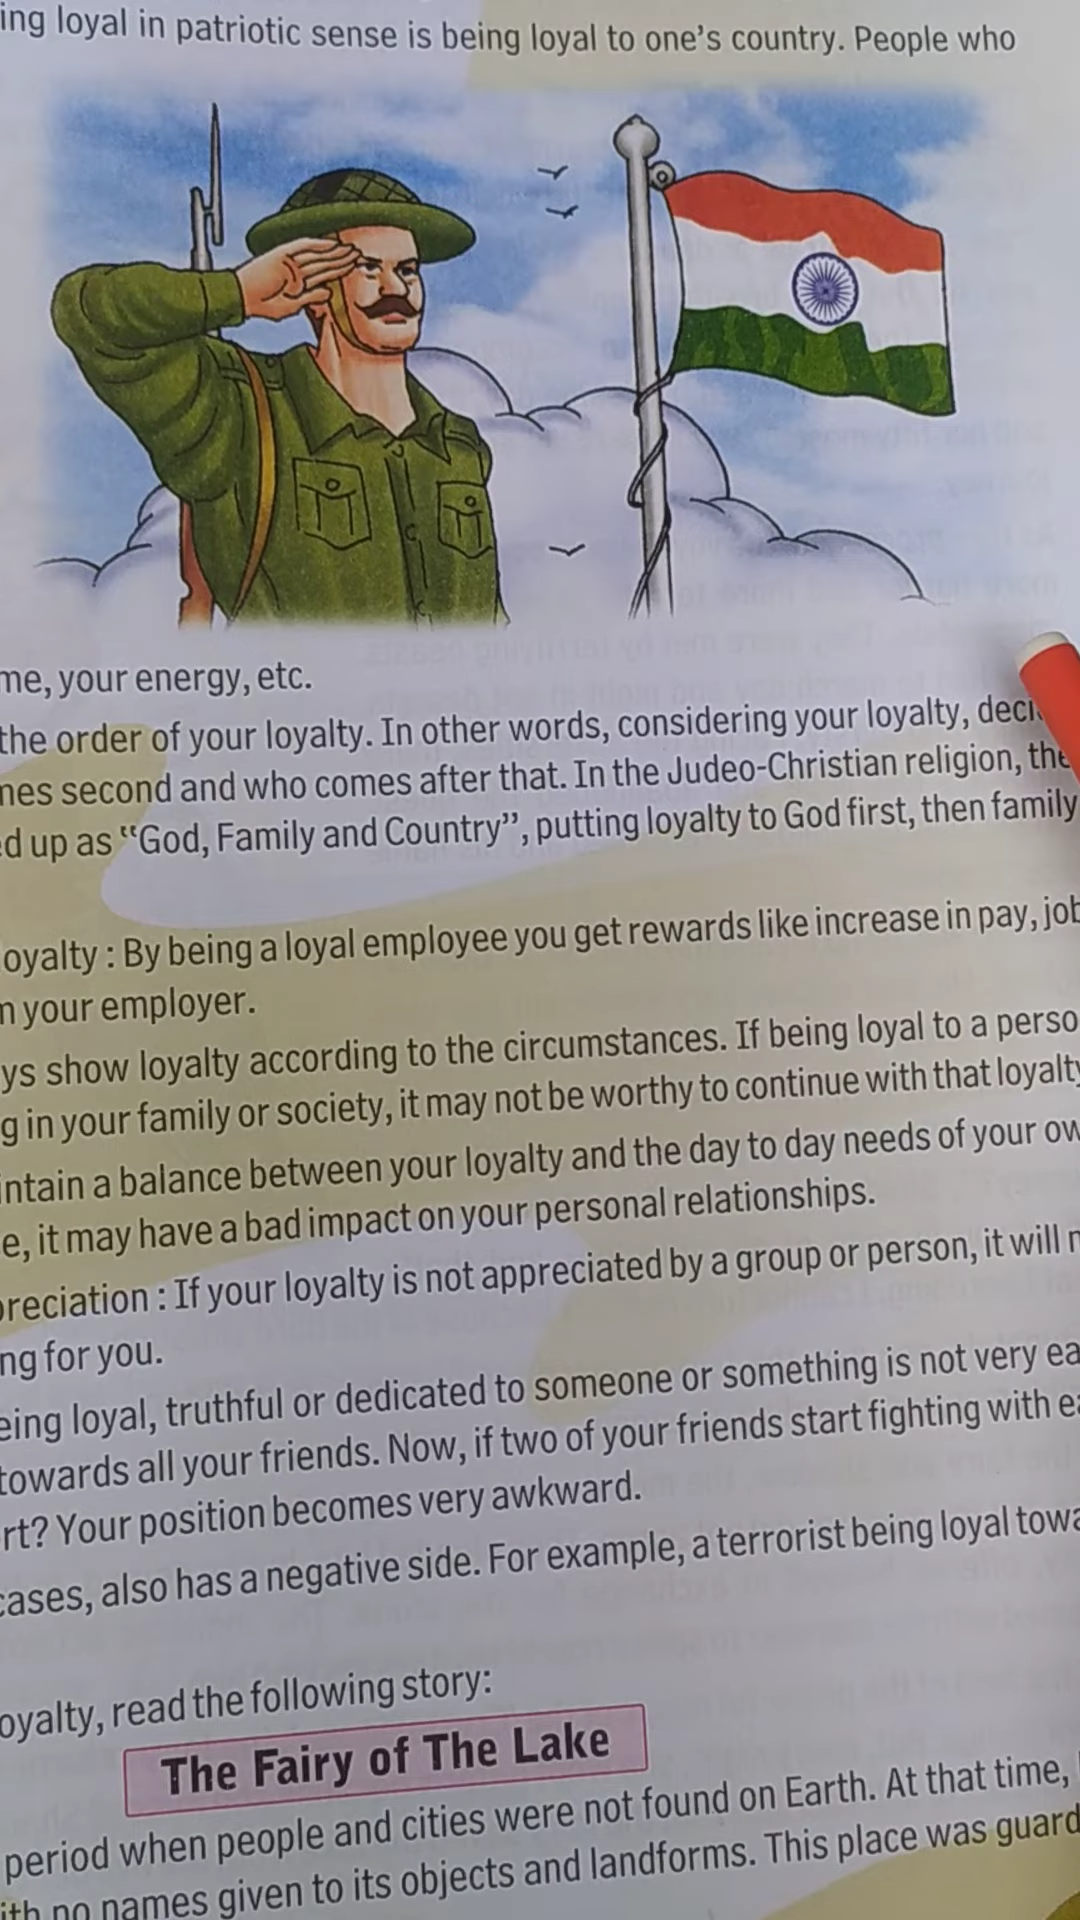 ing loyal in patriotic sense is being loyal to one's country. People who
me, your energy, etc.
the order of your loyalty. In other words, considering your loyalty, deci
nes second and who comes after that. In the Judeo-Christian religion, the
ed up as "God, Family and Country", putting loyalty to God first, then family
oyalty : By being a loyal employee you get rewards like increase in pay, job
m your employer.
ys show loyalty according to the circumstances. If being loyal to a perso
g in your family or society, it may not be worthy to continue with that loyalty
intain a balance between your loyalty and the day to day needs of your ow
e, it may have a bad impact on your personal relationships.
preciation : If your loyalty is not appreciated by a group or person, it will n
ng for you.
eing loyal, truthful or dedicated to someone or something is not very ea
towards all your friends. Now, if two of your friends start fighting with ea
rt? Your position becomes very awkward.
cases, also has a negative side. For example, a terrorist being loyal towa
oyalty, read the following story:
The Fairy of The Lake
period when people and cities were not found on Earth. At that time,
ith no names given to its objects and landforms. This place was guard